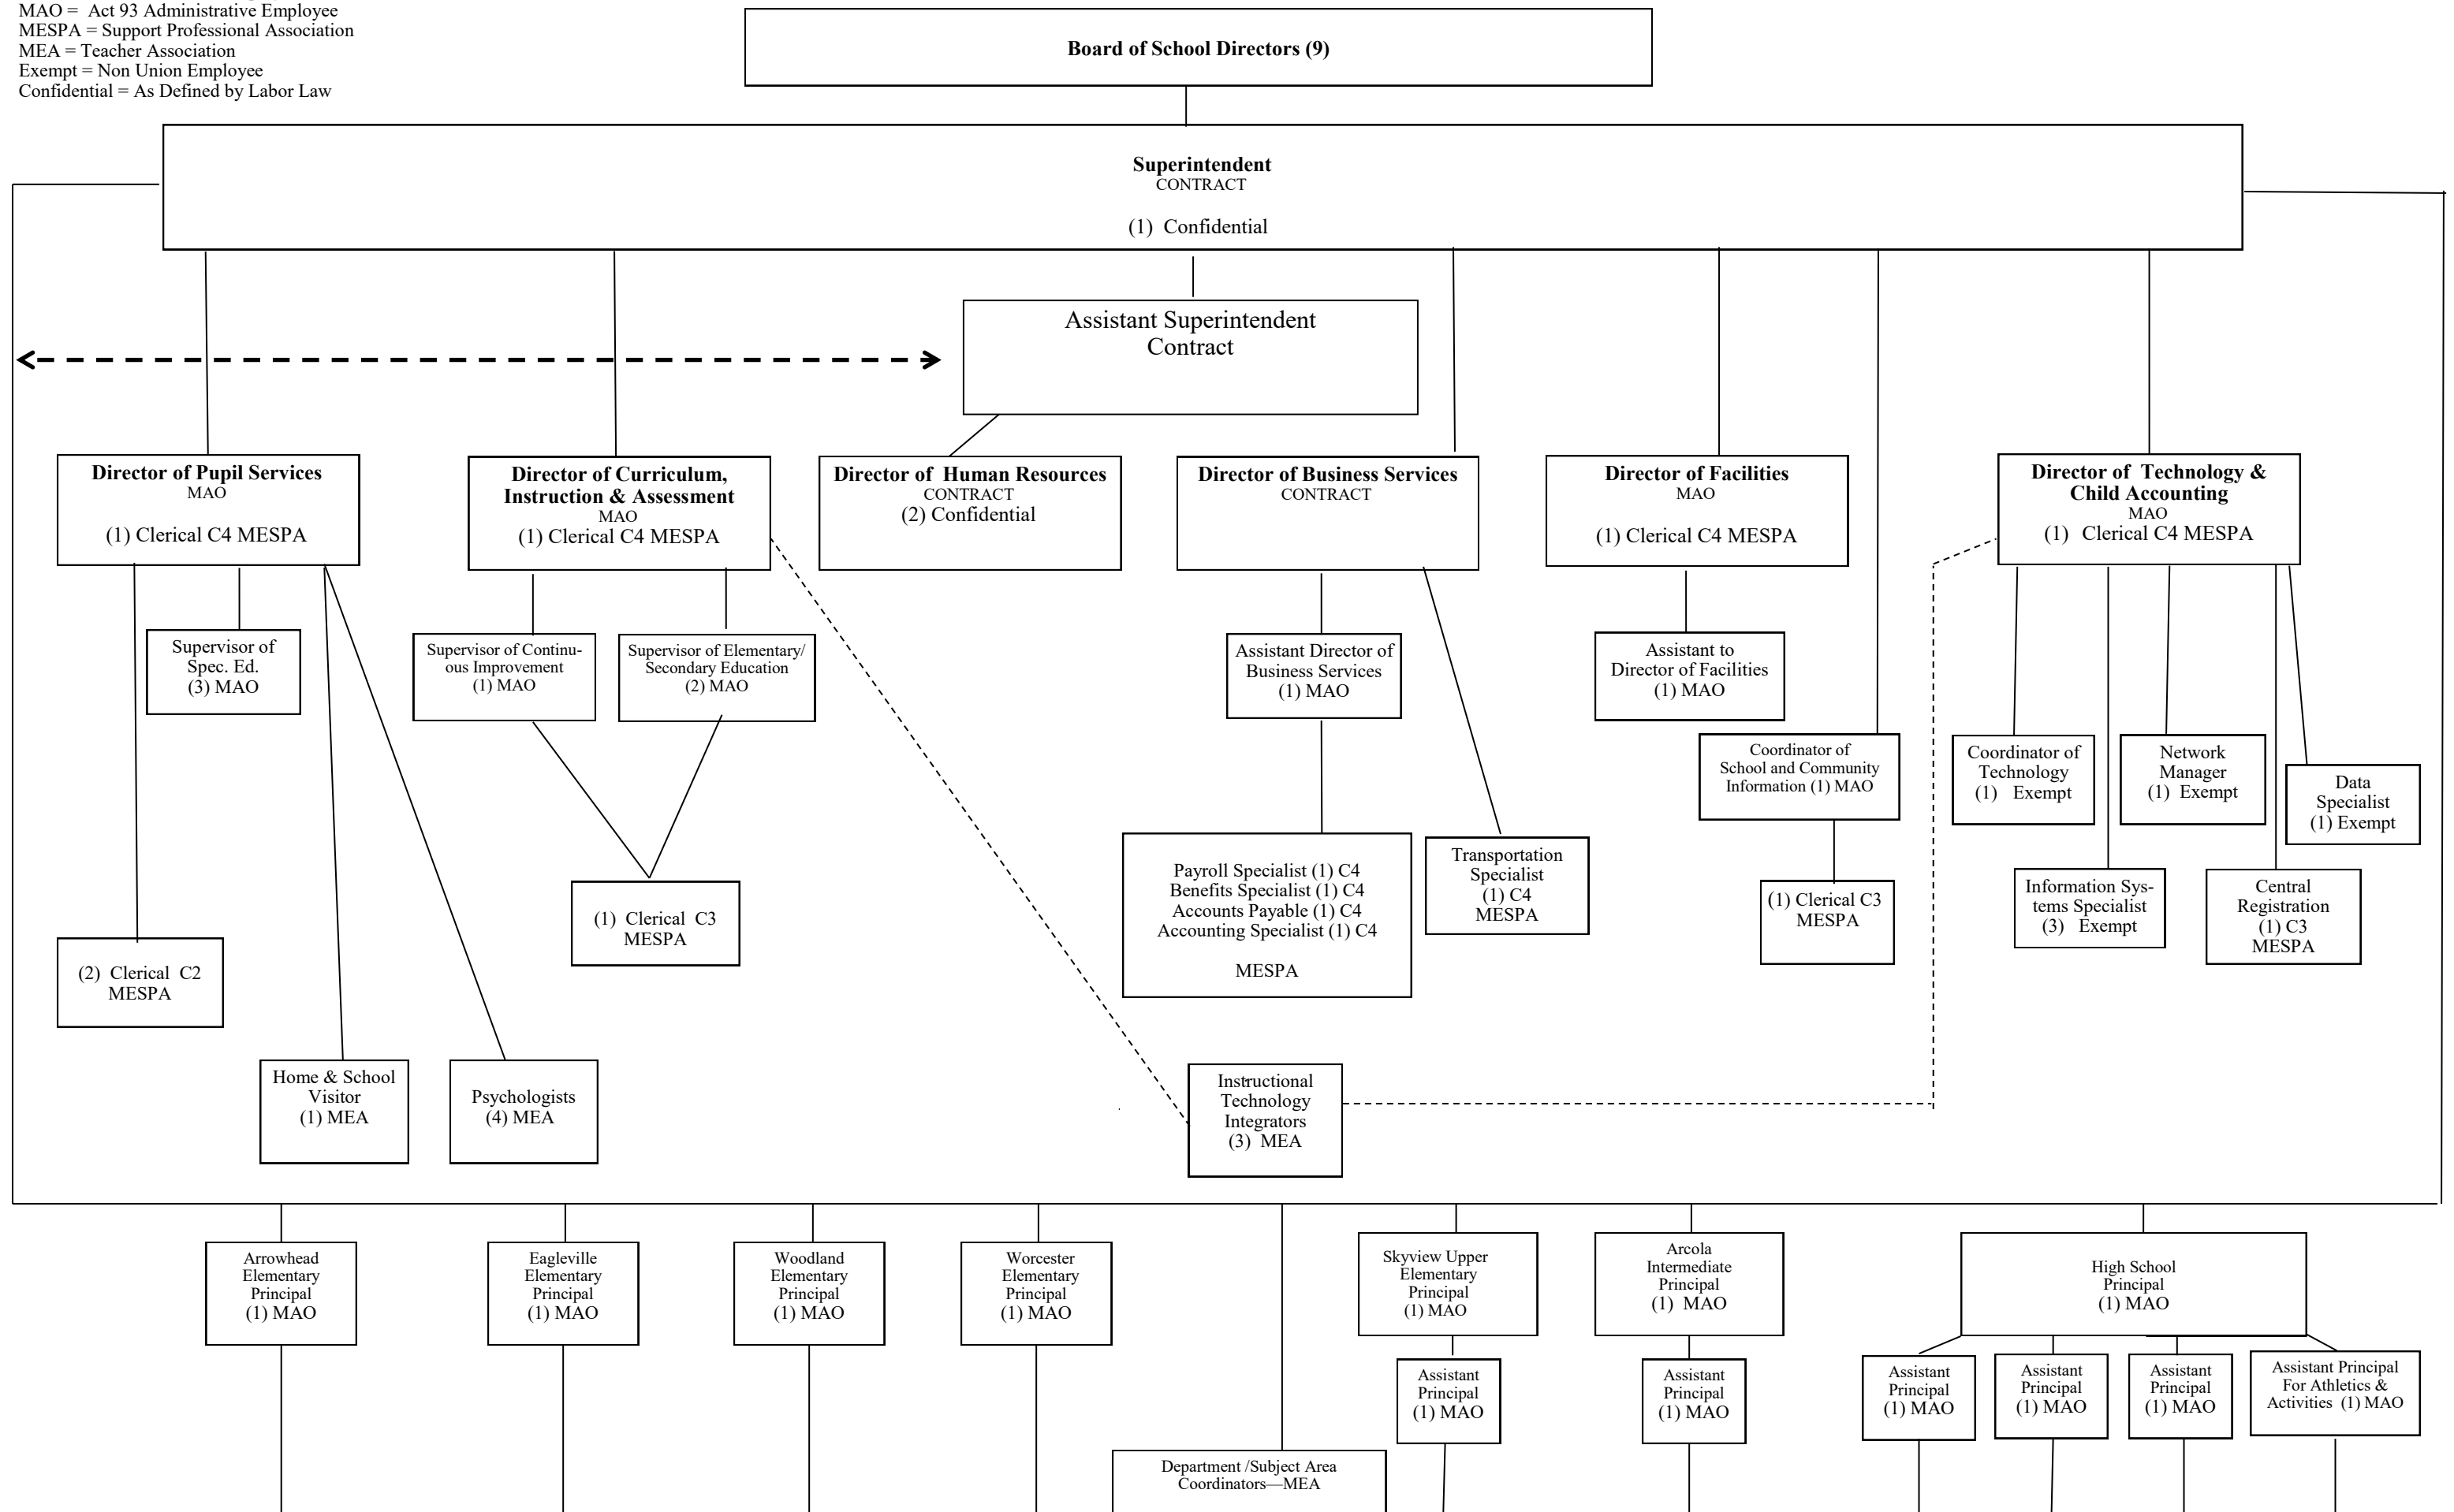 MAO = Act 93 Administrative Employee
MESPA = Support Professional Association
MEA = Teacher Association
Exempt = Non Union Employee
Confidential = As Defined by Labor Law
Board of School Directors (9)
Superintendent
CONTRACT
(1) Confidential
Assistant Superintendent
Contract
Director of Pupil Services
MAO
(1) Clerical C4 MESPA
Director of Curriculum,
Instruction & Assessment
MAO
(1) Clerical C4 MESPA
Director of Human Resources
CONTRACT
(2) Confidential
Director of Business Services
CONTRACT
Director of Facilities
MAO
(1) Clerical C4 MESPA
Director of Technology &
Child Accounting
MAO
(1) Clerical C4 MESPA
Supervisor of
Spec. Ed.
(3) MAO
Supervisor of Continu-
ous Improvement
(1) MAO
Supervisor of Elementary/
Secondary Education
(2) MAO
Assistant Director of
Business Services
(1) MAO
Assistant to
Director of Facilities
(1) MAO
Coordinator of
School and Community
Information (1) MAO
Coordinator of
Technology
(1) Exempt
Network
Manager
(1) Exempt
Data
Specialist
(1) Exempt
Payroll Specialist (1) C4
Benefits Specialist (1) C4
Accounts Payable (1) C4
Accounting Specialist (1) C4
MESPA
Transportation
Specialist
(1) C4
MESPA
(1) Clerical C3
MESPA
(1) Clerical C3
MESPA
Information Sys-
tems Specialist
(3) Exempt
Central
Registration
(1) C3
MESPA
(2) Clerical C2
MESPA
Home & School
Visitor
(1) MEA
Psychologists
(4) MEA
Instructional
Technology
Integrators
(3) MEA
Arrowhead
Elementary
Principal
(1) MAO
Eagleville
Elementary
Principal
(1) MAO
Woodland
Elementary
Principal
(1) MAO
Worcester
Elementary
Principal
(1) MAO
Skyview Upper
Elementary
Principal
(1) MAO
Arcola
Intermediate
Principal
(1) MAO
High School
Principal
(1) MAO
Assistant
Principal
(1) MAO
Assistant
Principal
(1) MAO
Assistant
Principal
(1) MAO
Assistant
Principal
(1) MAO
Assistant
Principal
(1) MAO
Assistant Principal
For Athletics &
Activities (1) MAO
Department /Subject Area
Coordinators—MEA